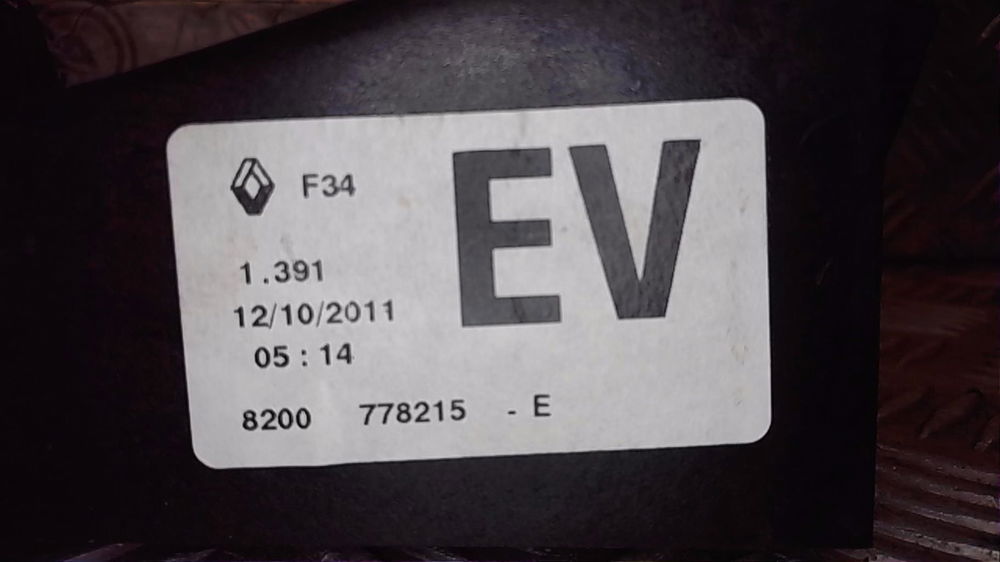 F34
EV
1.391
12/10/2011
05 : 14
8200 778215 - E